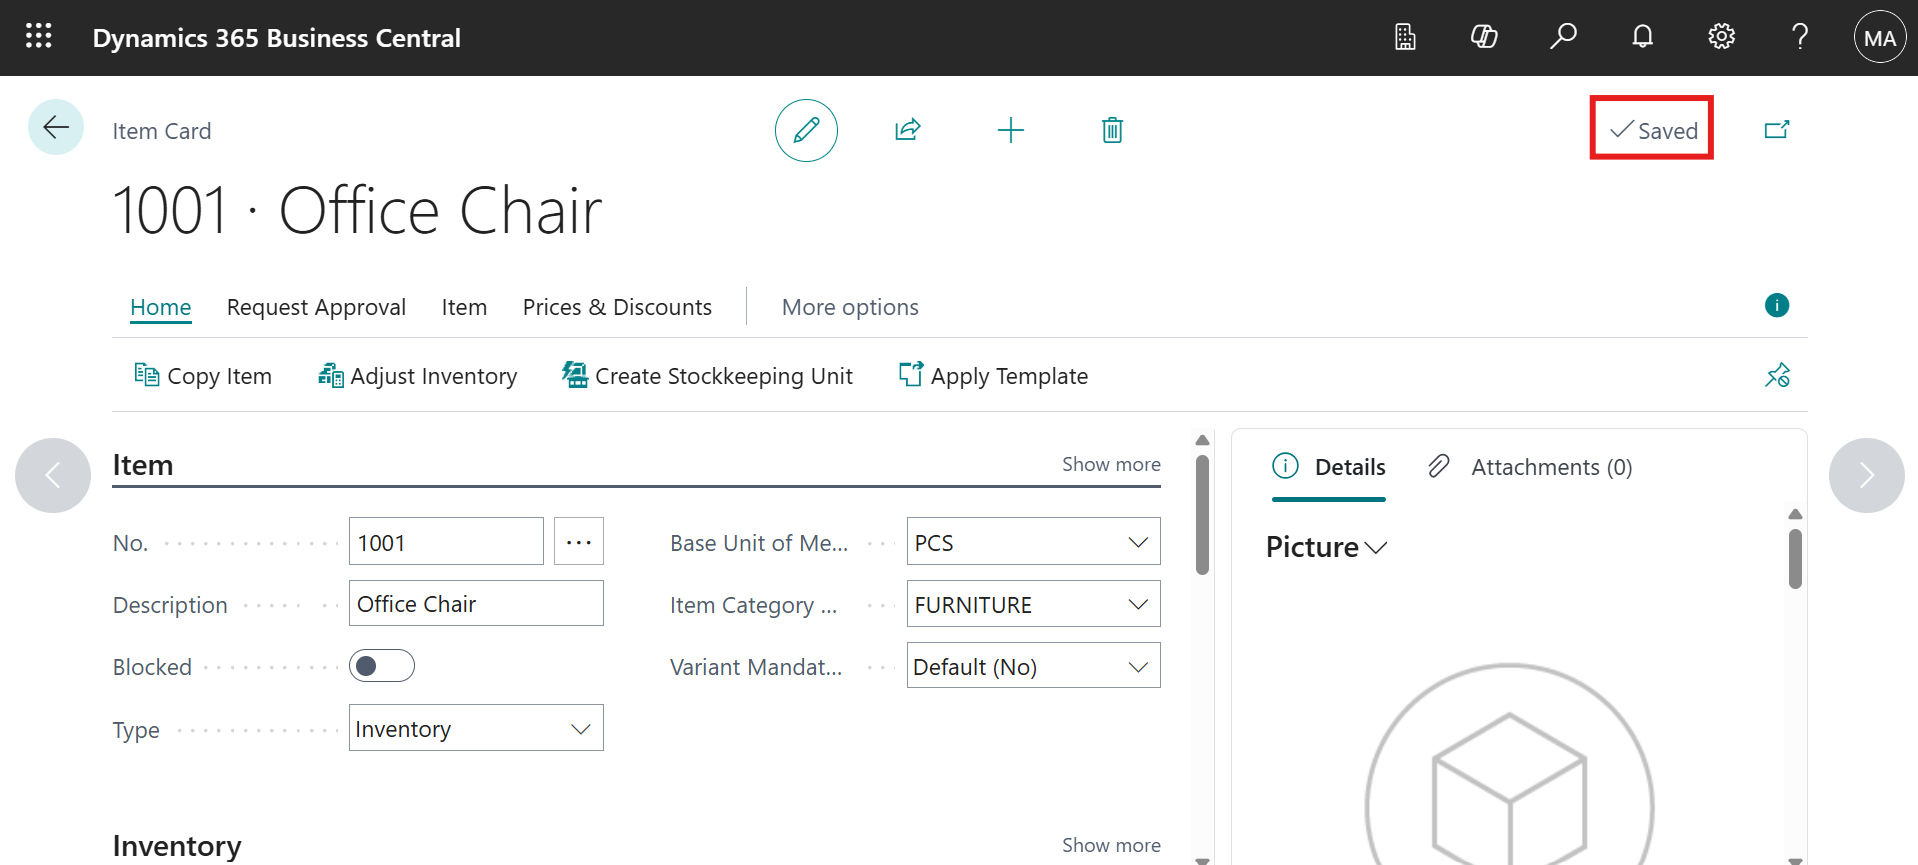 Dynamics 365 Business Central
MA
Item Card
Saved
1001 · Office Chair
Home Request Approval Item Prices & Discounts More options
Copy Item Adjust Inventory Create Stockkeeping Unit Apply Template
Item Show more
Details Attachments (0)
No. 1001 ... Base Unit of Me... PCS
Picture
Description Office Chair Item Category ... FURNITURE
Blocked Variant Mandat... Default (No)
Type Inventory
Inventory Show more